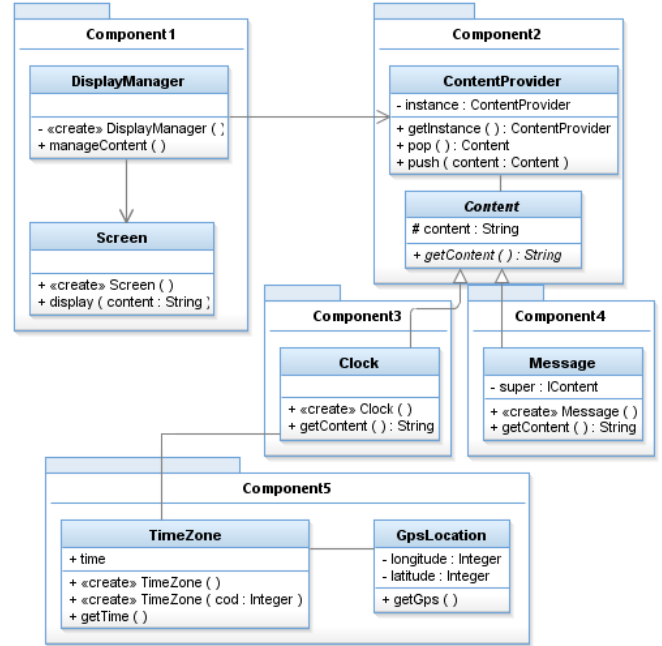 Component1
DisplayManager
- «create» DisplayManager ( )
+ manageContent ( )
Screen
+ «create» Screen ( )
+ display ( content : String )
Component2
ContentProvider
- instance : ContentProvider
+ getInstance ( ) : ContentProvider
+ pop ( ) : Content
+ push ( content : Content )
Content
# content : String
+ getContent ( ) : String
Component3
Clock
+ «create» Clock ( )
+ getContent ( ) : String
Component4
Message
- super : IContent
+ «create» Message ( )
+ getContent ( ) : String
Component5
TimeZone
+ time
+ «create» TimeZone ( )
+ «create» TimeZone ( cod : Integer )
+ getTime ( )
GpsLocation
- longitude : Integer
- latitude : Integer
+ getGps ( )